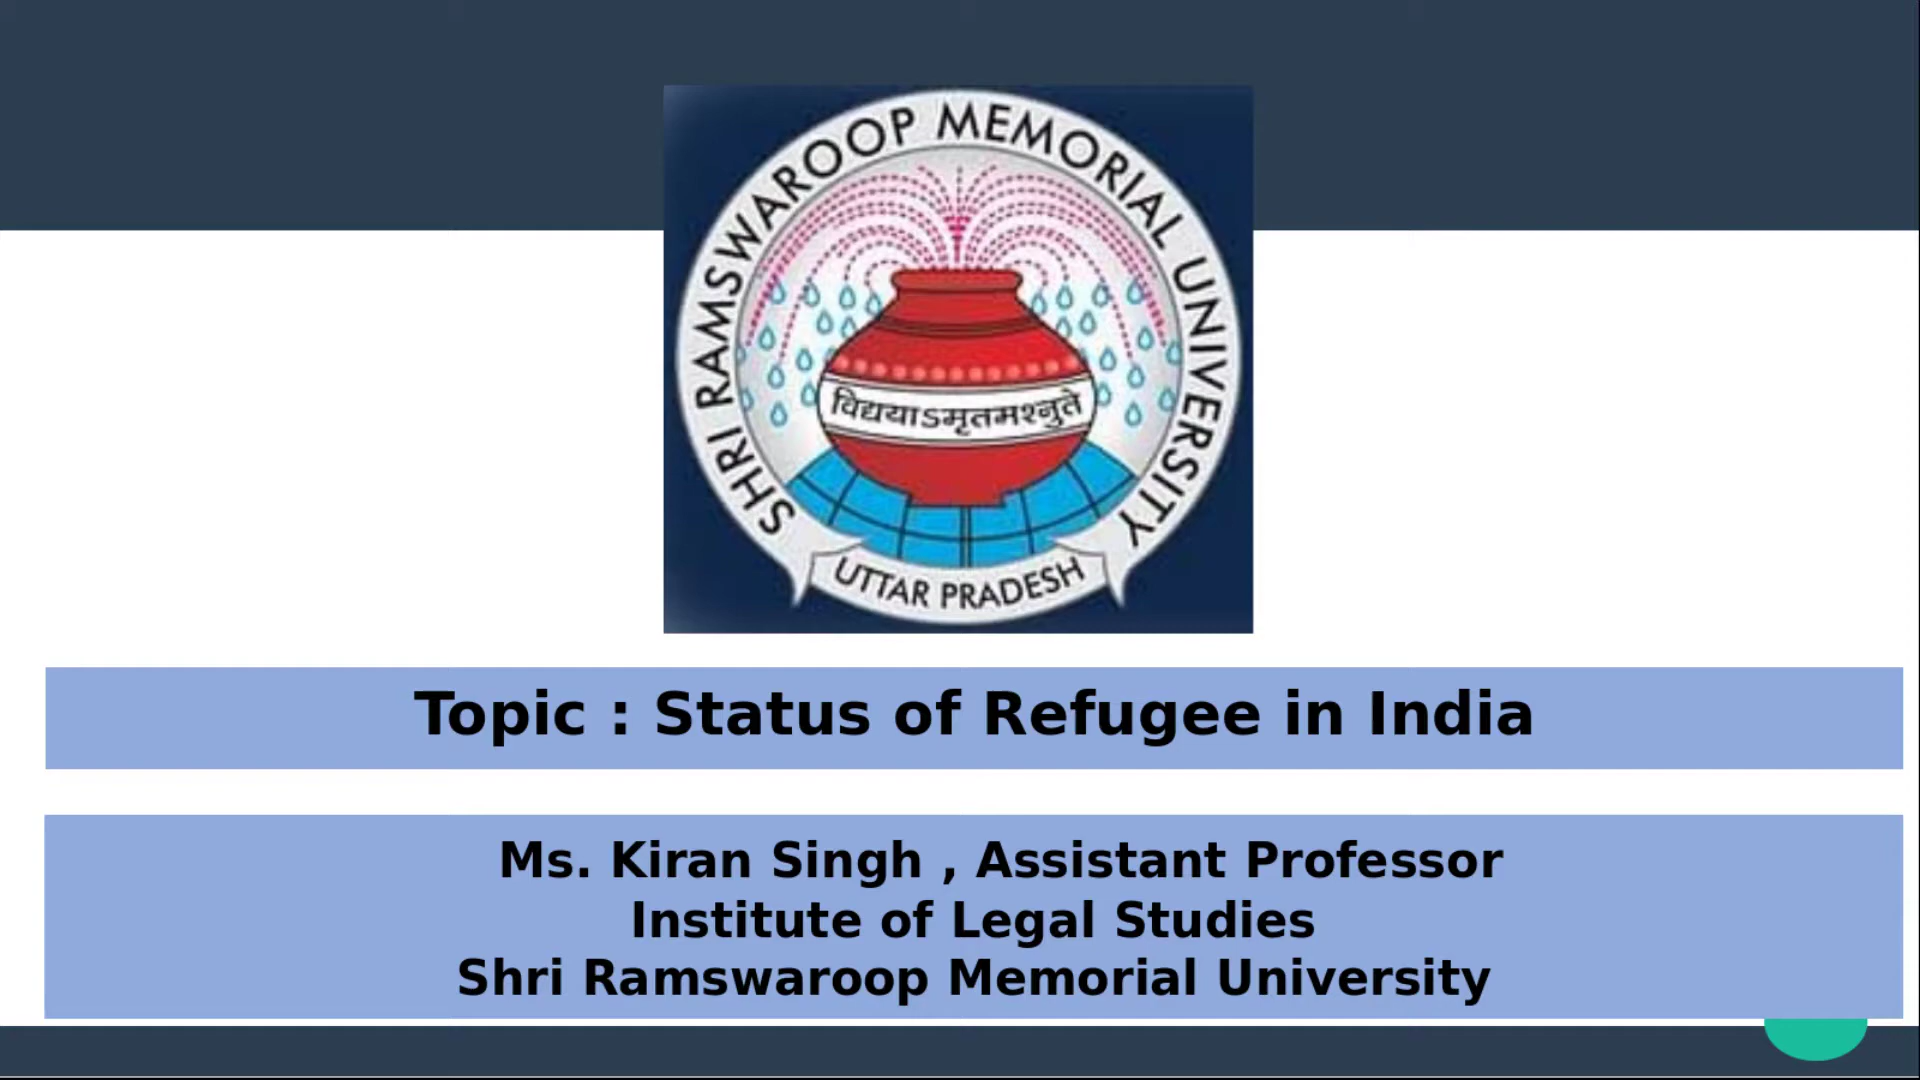 SHRI RAMSWAROOP MEMORIAL UNIVERSITY
विद्ययाऽमृतमश्नुते
UTTAR PRADESH
Topic : Status of Refugee in India
Ms. Kiran Singh , Assistant Professor
Institute of Legal Studies
Shri Ramswaroop Memorial University